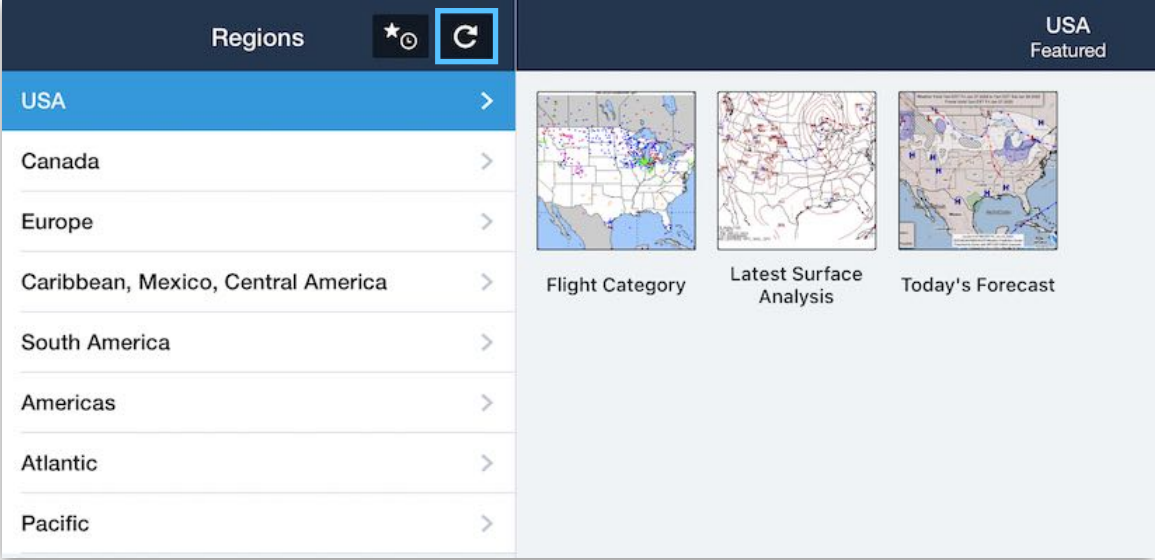 Regions
USA
Canada
Europe
Caribbean, Mexico, Central America
South America
Americas
Atlantic
Pacific
USA
Featured
Flight Category
Latest Surface
Analysis
Today's Forecast